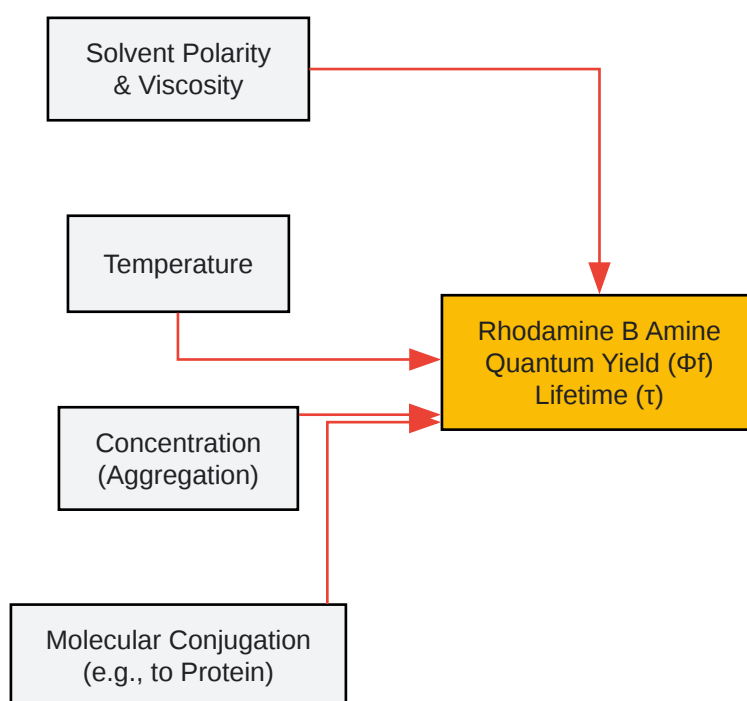 Solvent Polarity
& Viscosity
Temperature
Rhodamine B Amine
Quantum Yield (Φf)
Lifetime (τ)
Concentration
(Aggregation)
Molecular Conjugation
(e.g., to Protein)